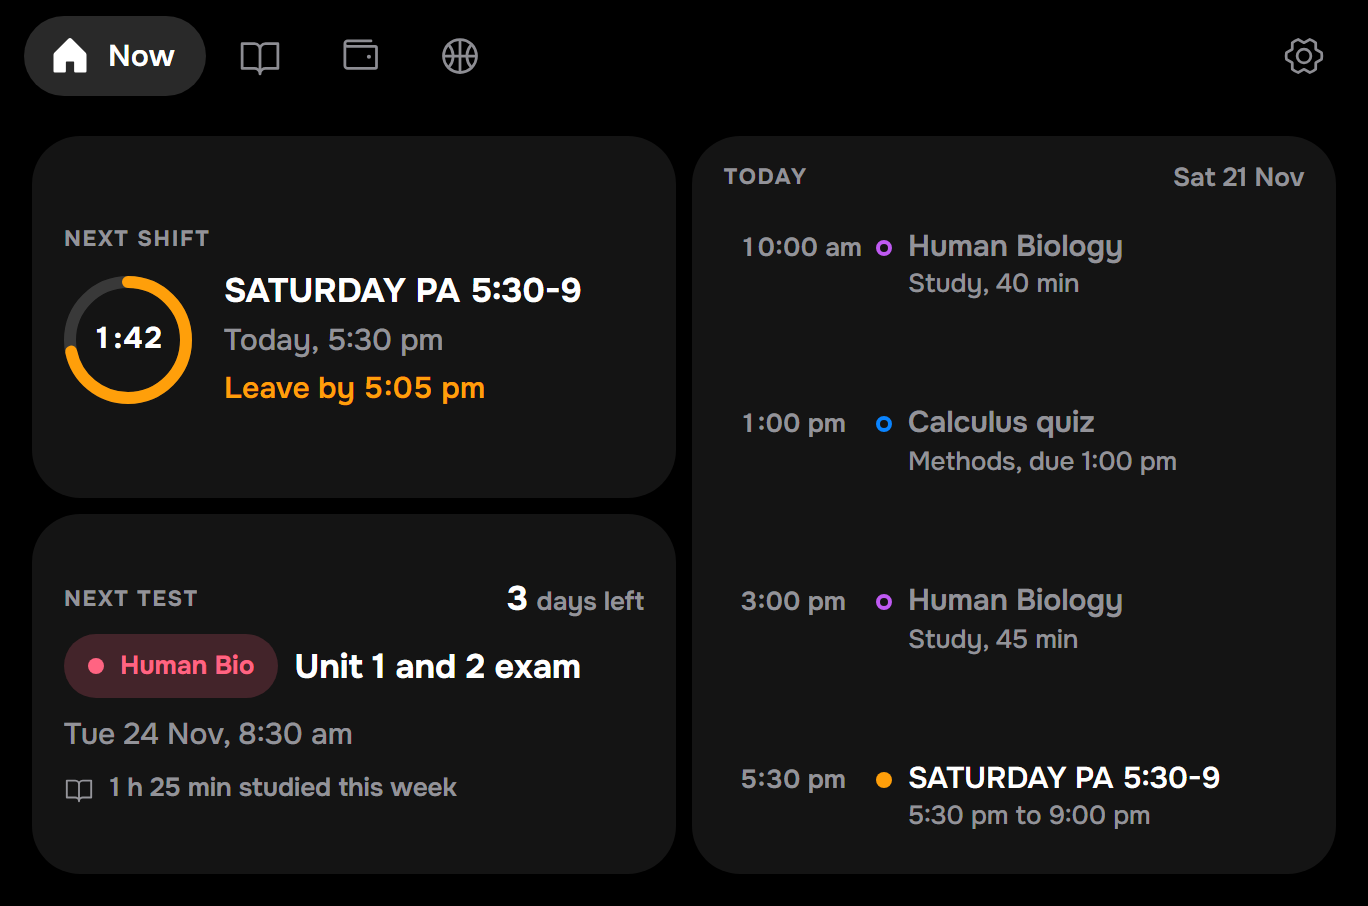 Now
NEXT SHIFT
1:42
SATURDAY PA 5:30-9
Today, 5:30 pm
Leave by 5:05 pm
NEXT TEST
3 days left
Human Bio
Unit 1 and 2 exam
Tue 24 Nov, 8:30 am
1 h 25 min studied this week
TODAY
Sat 21 Nov
10:00 am Human Biology
Study, 40 min
1:00 pm Calculus quiz
Methods, due 1:00 pm
3:00 pm Human Biology
Study, 45 min
5:30 pm SATURDAY PA 5:30-9
5:30 pm to 9:00 pm